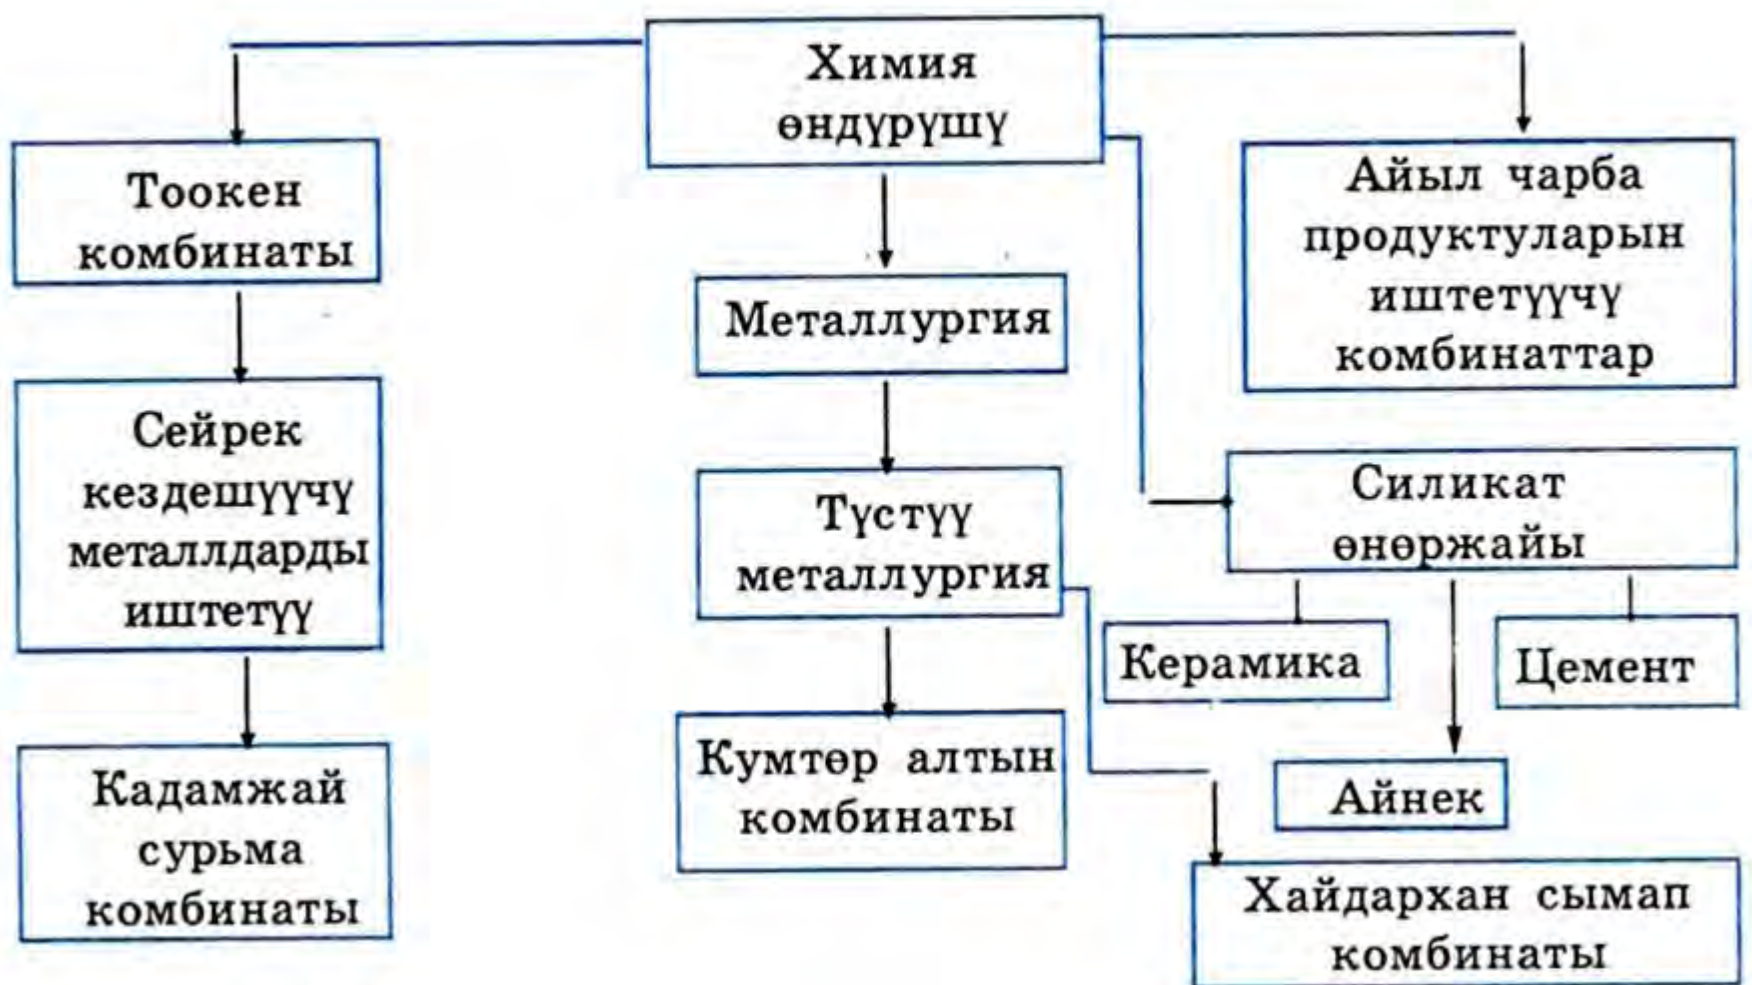 Химия
өндүрүшү
Тоокен
комбинаты
Сейрек
кездешүүчү
металлдарды
иштетүү
Кадамжай
сурьма
комбинаты
Металлургия
Түстүү
металлургия
Кумтөр алтын
комбинаты
Хайдархан сымап
комбинаты
Айыл чарба
продуктуларын
иштетүүчү
комбинаттар
Силикат
өнөржайы
Керамика
Айнек
Цемент